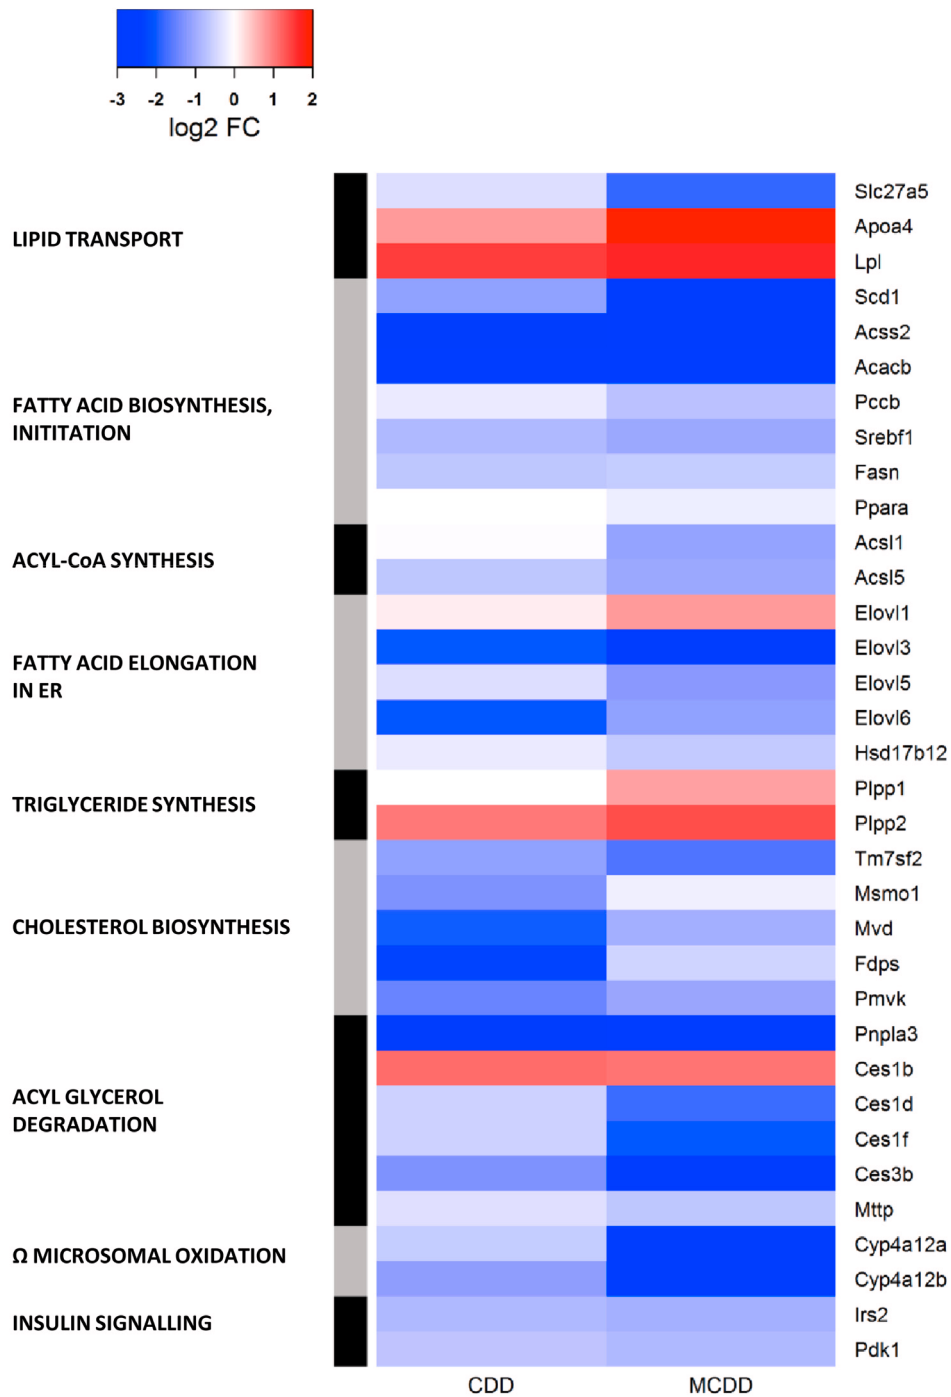 -3 -2 -1 0 1 2
log2 FC
LIPID TRANSPORT
Slc27a5
Apoa4
Lpl
FATTY ACID BIOSYNTHESIS,
INITITATION
Scd1
Acss2
Acacb
Pccb
Srebf1
Fasn
Ppara
ACYL-CoA SYNTHESIS
Acsl1
Acsl5
FATTY ACID ELONGATION
IN ER
Elovl1
Elovl3
Elovl5
Elovl6
Hsd17b12
TRIGLYCERIDE SYNTHESIS
Plpp1
Plpp2
CHOLESTEROL BIOSYNTHESIS
Tm7sf2
Msmo1
Mvd
Fdps
Pmvk
ACYL GLYCEROL
DEGRADATION
Pnpla3
Ces1b
Ces1d
Ces1f
Ces3b
Mttp
Ω MICROSOMAL OXIDATION
Cyp4a12a
Cyp4a12b
INSULIN SIGNALLING
Irs2
Pdk1
CDD MCDD